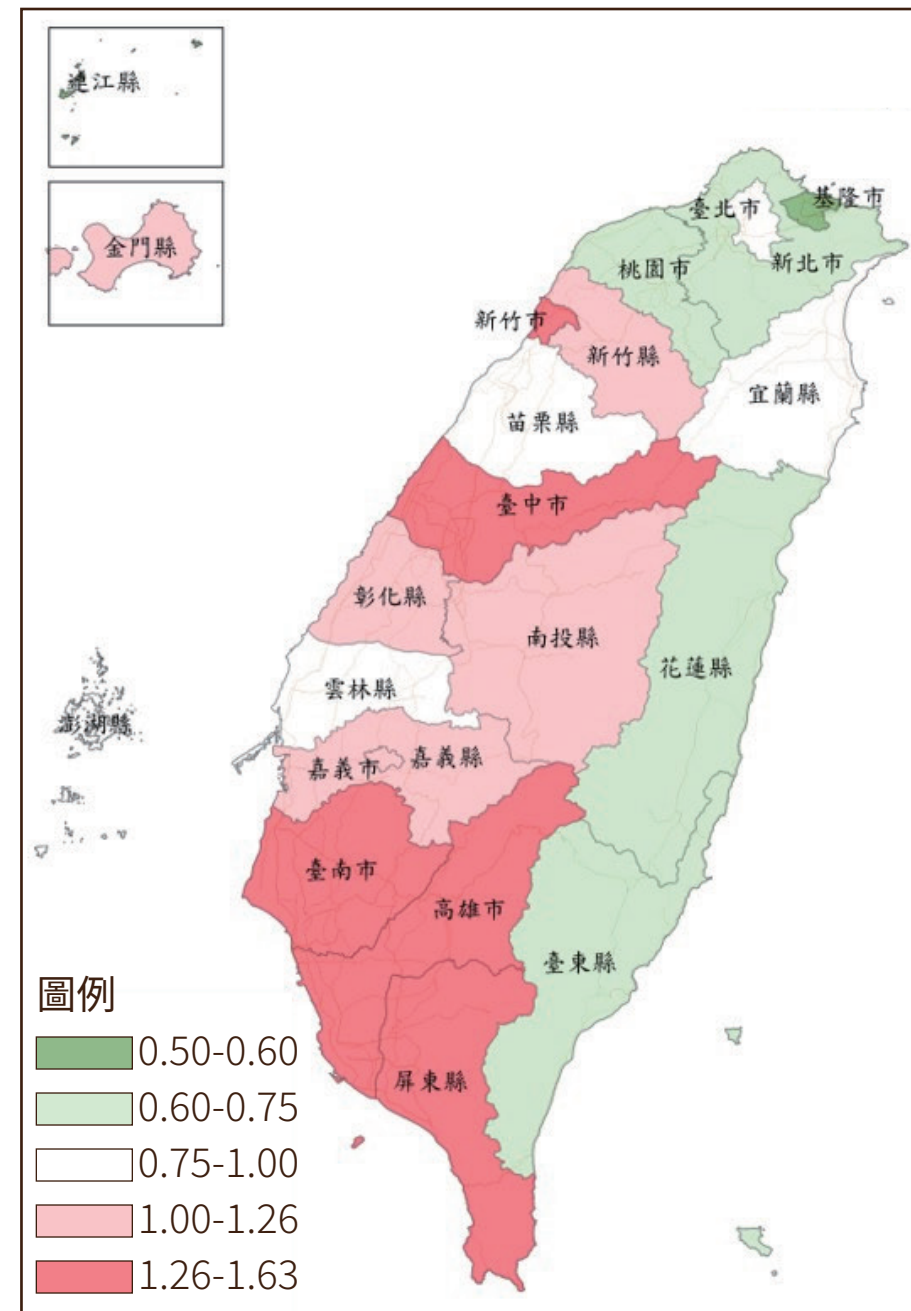 連江縣
金門縣
基隆市
臺北市
新北市
桃園市
新竹市
新竹縣
宜蘭縣
苗栗縣
臺中市
彰化縣
南投縣
花蓮縣
雲林縣
澎湖縣
嘉義市
嘉義縣
臺南市
高雄市
臺東縣
屏東縣
圖例
0.50-0.60
0.60-0.75
0.75-1.00
1.00-1.26
1.26-1.63